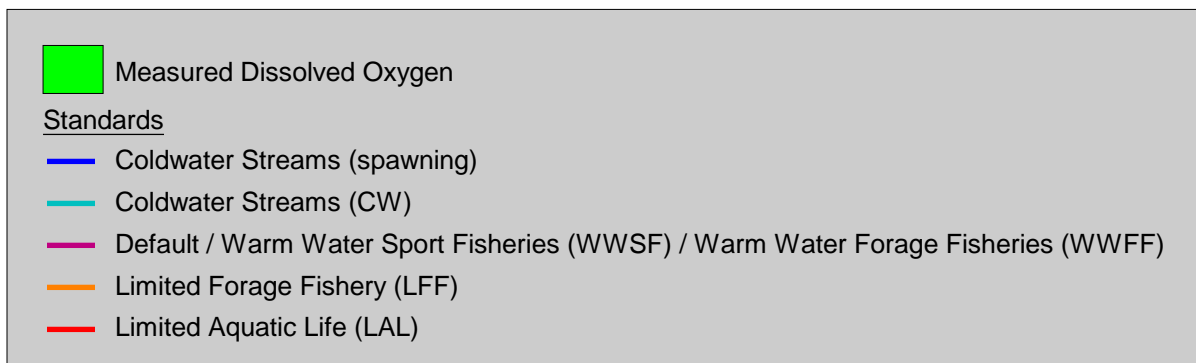 Measured Dissolved Oxygen
Standards
Coldwater Streams (spawning)
Coldwater Streams (CW)
Default / Warm Water Sport Fisheries (WWSF) / Warm Water Forage Fisheries (WWFF)
Limited Forage Fishery (LFF)
Limited Aquatic Life (LAL)